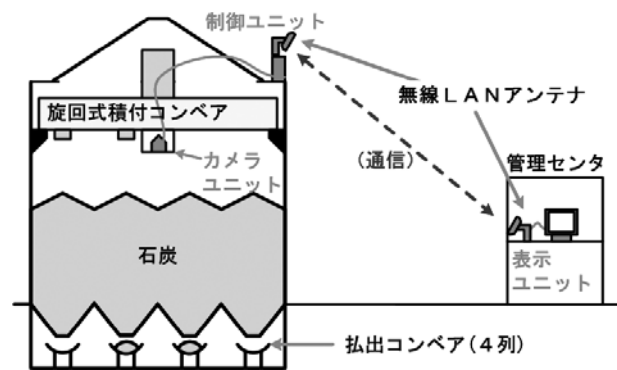 制御ユニット
無線ＬＡＮアンテナ
旋回式積付コンベア
カメラ
ユニット
(通信)
管理センタ
石炭
表示
ユニット
払出コンベア(４列)